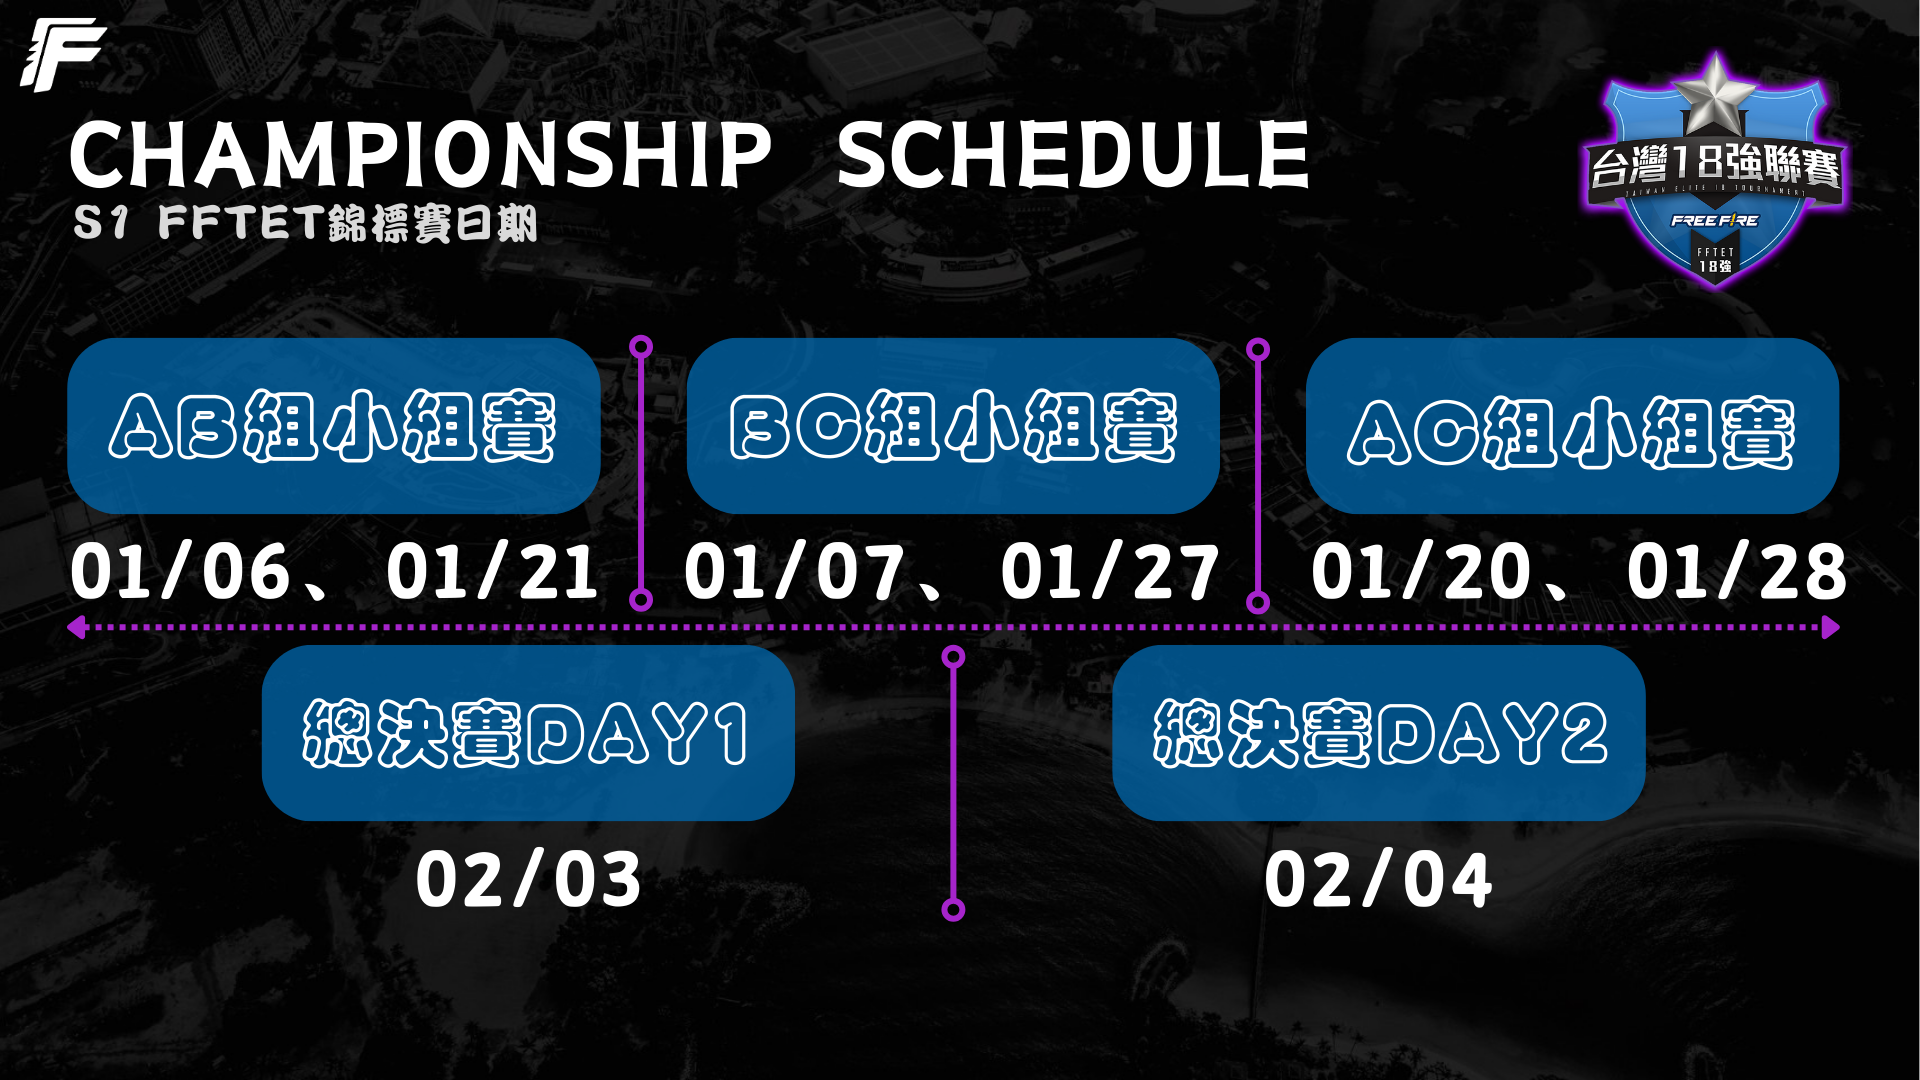 CHAMPIONSHIP SCHEDULE
S1 FFTET錦標賽日期
台灣18強聯賽
TAIWAN ELITE 18 TOURNAMENT
FREE FIRE
FFTET
18強
AB組小組賽
BC組小組賽
AC組小組賽
01/06、01/21
01/07、01/27
01/20、01/28
總決賽DAY1
總決賽DAY2
02/03
02/04